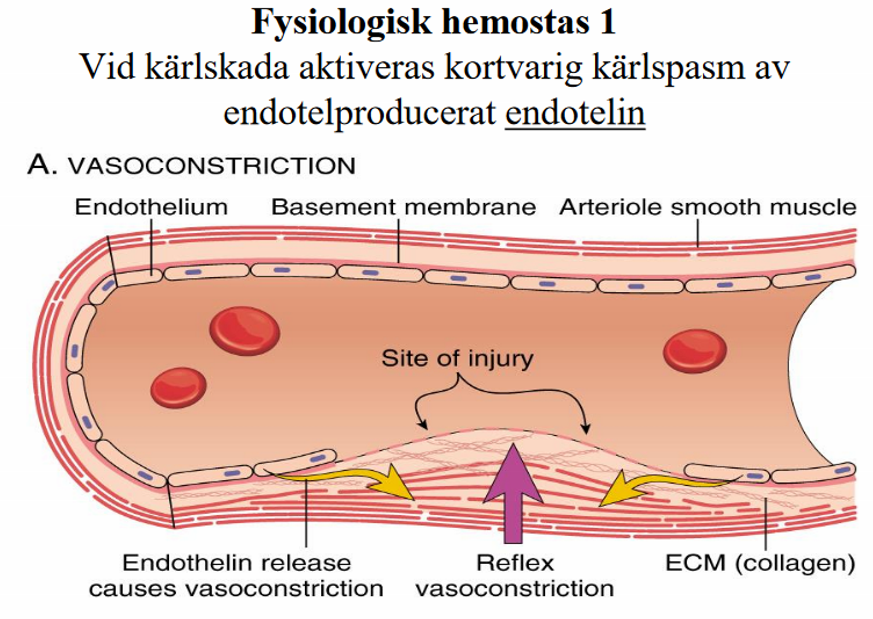 Fysiologisk hemostas 1
Vid kärlskada aktiveras kortvarig kärlspasm av
endotelproducerat endotelin
A. VASOCONSTRICTION
Endothelium Basement membrane Arteriole smooth muscle
Site of injury
Endothelin release
causes vasoconstriction
Reflex
vasoconstriction
ECM (collagen)